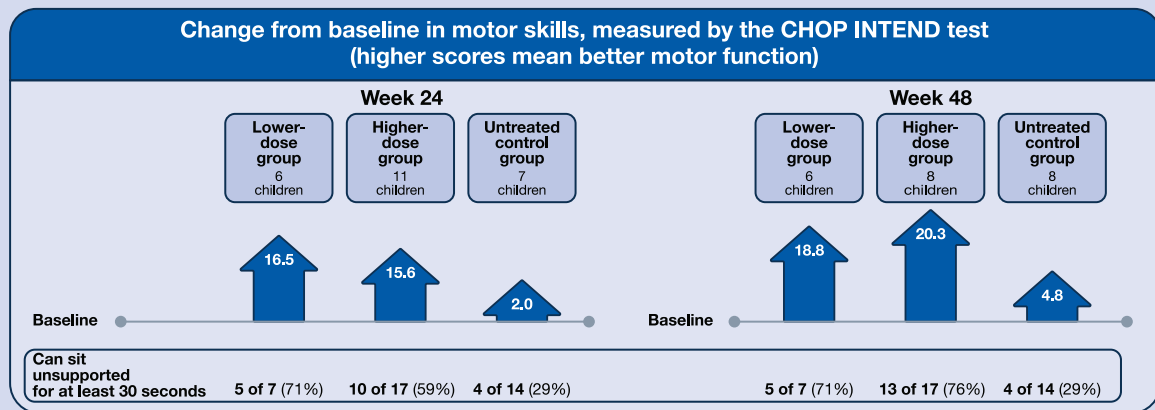 Change from baseline in motor skills, measured by the CHOP INTEND test
(higher scores mean better motor function)
Week 24
Lower-
dose
group
6
children
Higher-
dose
group
11
children
Untreated
control
group
7
children
16.5
15.6
2.0
Baseline
Week 48
Lower-
dose
group
6
children
Higher-
dose
group
8
children
Untreated
control
group
8
children
18.8
20.3
4.8
Baseline
Can sit
unsupported
for at least 30 seconds
5 of 7 (71%) 10 of 17 (59%) 4 of 14 (29%)
5 of 7 (71%) 13 of 17 (76%) 4 of 14 (29%)